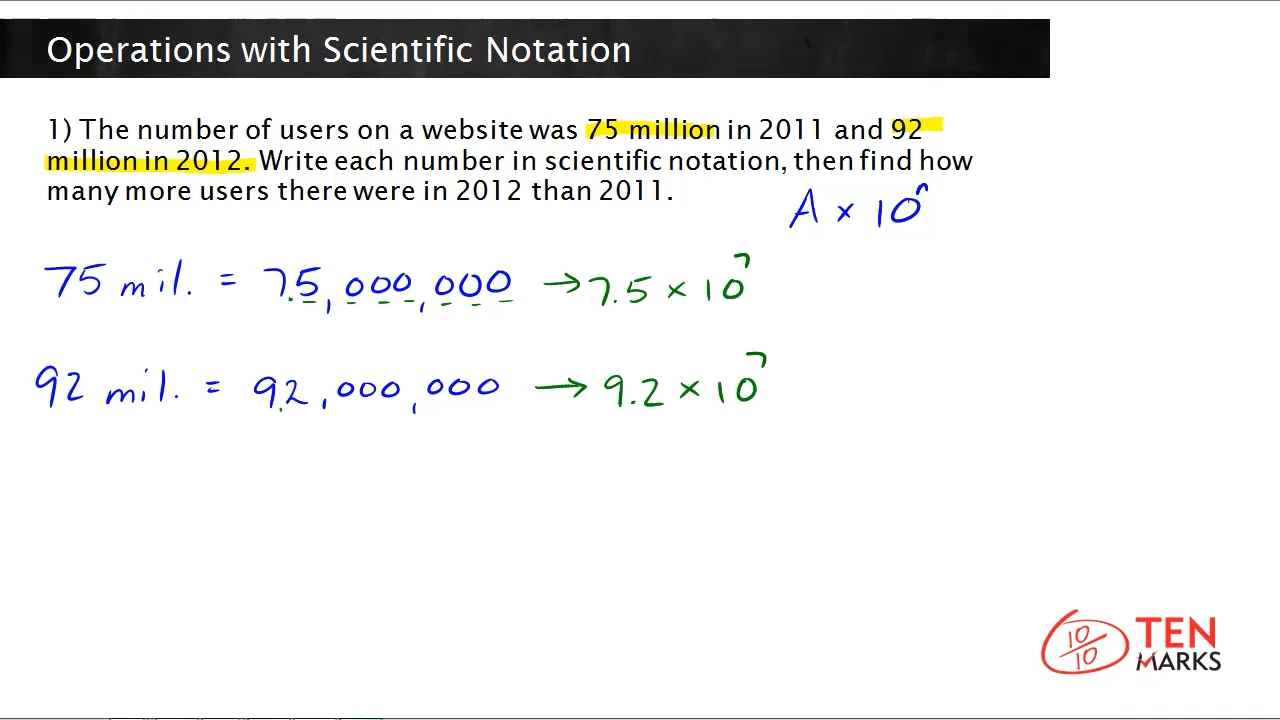 Operations with Scientific Notation
1) The number of users on a website was 75 million in 2011 and 92
million in 2012. Write each number in scientific notation, then find how
many more users there were in 2012 than 2011.
A × 10ⁿ
75 mil. = 75,000,000 → 7.5 × 10⁷
92 mil. = 92,000,000 → 9.2 × 10⁷
10/10 TEN
MARKS